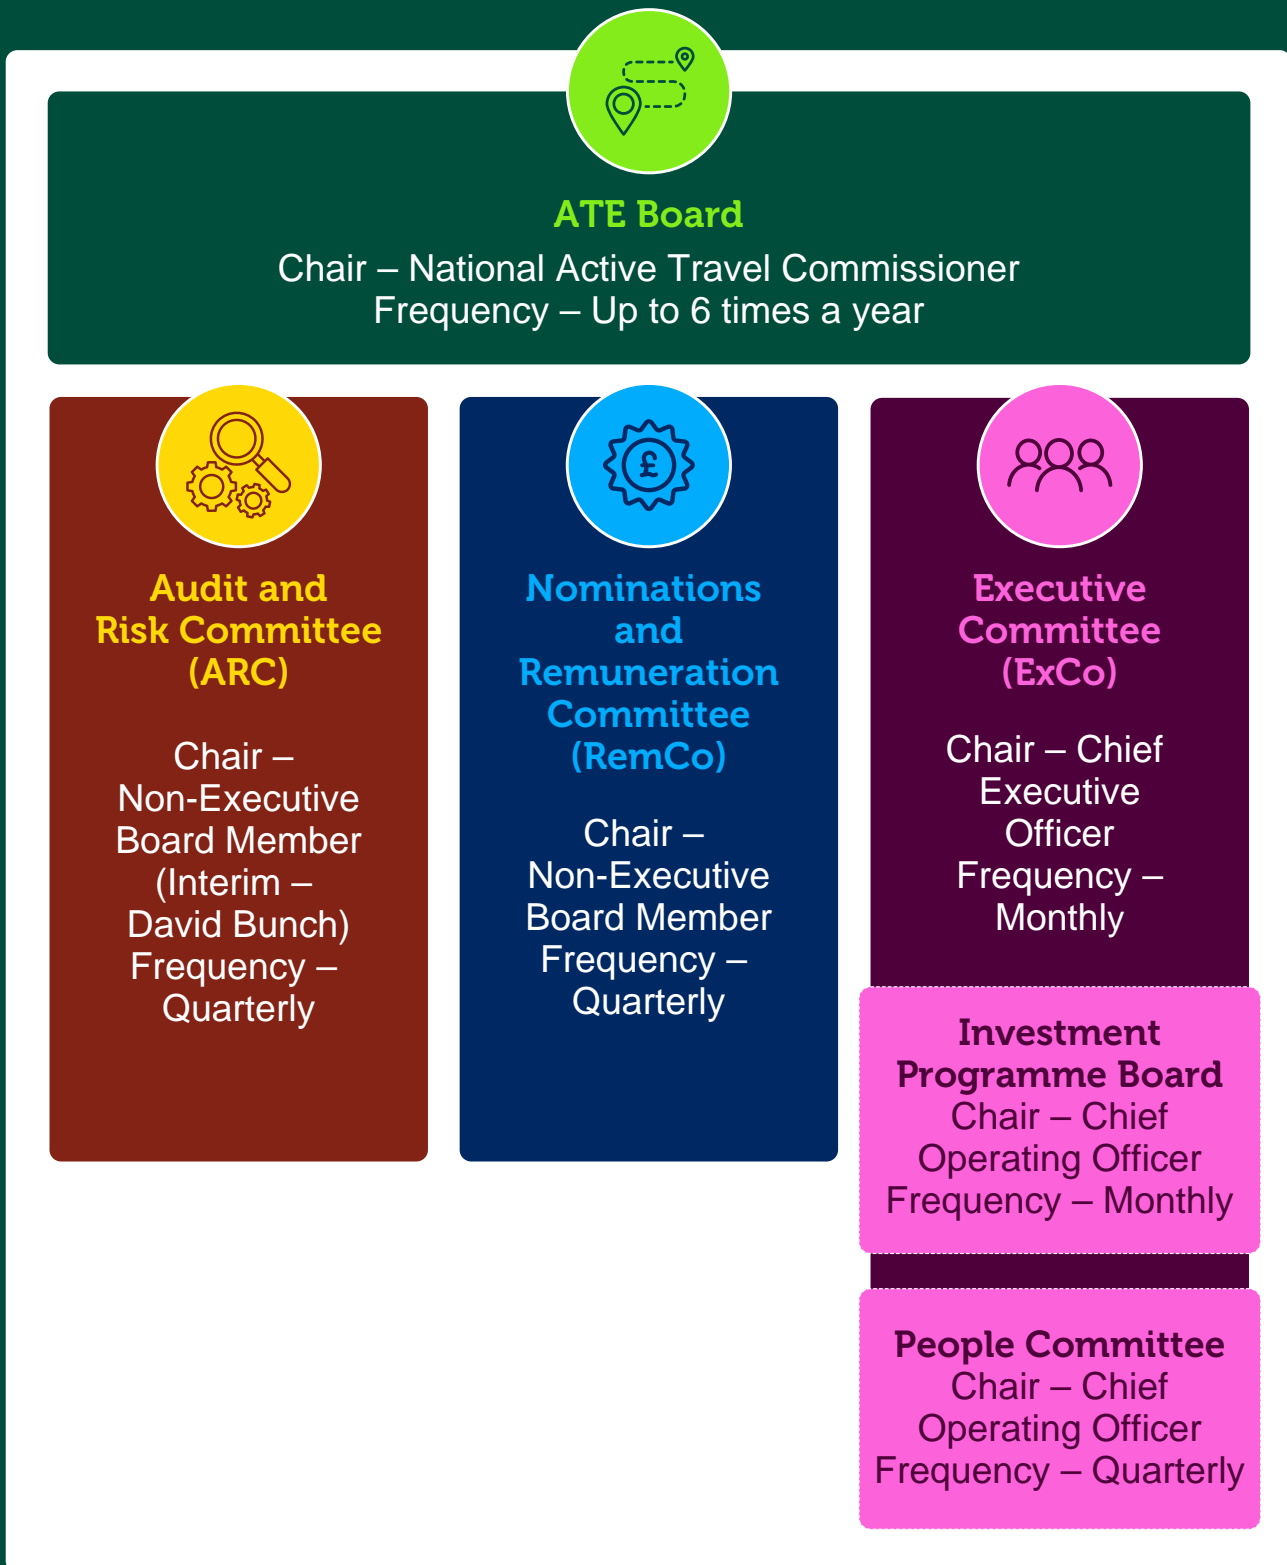 ATE Board
Chair – National Active Travel Commissioner
Frequency – Up to 6 times a year
Audit and
Risk Committee
(ARC)
Chair –
Non-Executive
Board Member
(Interim –
David Bunch)
Frequency –
Quarterly
£
Nominations
and
Remuneration
Committee
(RemCo)
Chair –
Non-Executive
Board Member
Frequency –
Quarterly
Executive
Committee
(ExCo)
Chair – Chief
Executive
Officer
Frequency –
Monthly
Investment
Programme Board
Chair – Chief
Operating Officer
Frequency – Monthly
People Committee
Chair – Chief
Operating Officer
Frequency – Quarterly